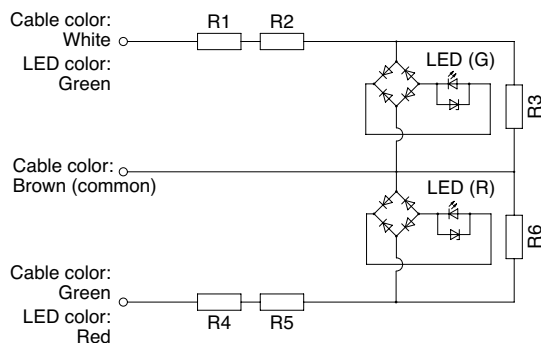 Cable color:
White
LED color:
Green
R1
R2
LED (G)
R3
Cable color:
Brown (common)
LED (R)
R6
Cable color:
Green
LED color:
Red
R4
R5